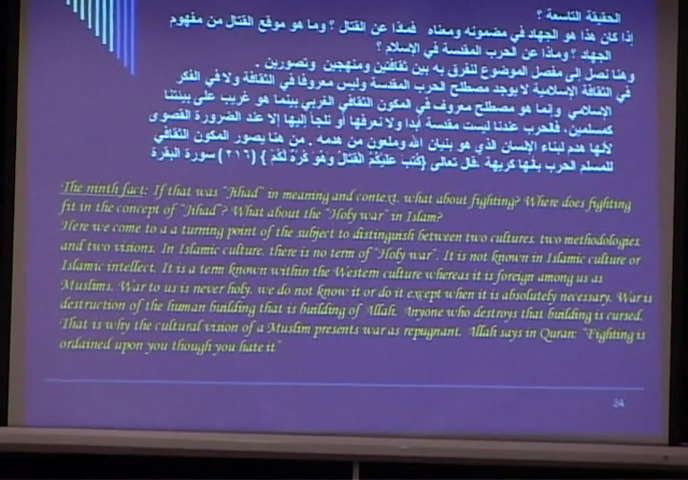 الحقيقة التاسعة ؟
إذا كان هذا هو الجهاد في مضمونه ومعناه فماذا عن القتال ؟ وما هو موقع القتال من مفهوم
الجهاد ؟ وماذا عن الحرب المقدسة في الإسلام ؟
وهنا نصل إلى مفصل الموضوع لنفرق به بين ثقافتين ومنهجين وتصورين .
في الثقافة الإسلامية لا يوجد مصطلح الحرب المقدسة وليس معروفا في الثقافة ولا في الفكر
الإسلامي وإنما هو مصطلح معروف في المكون الثقافي الغربي بينما هو غريب على بيئتنا
كمسلمين، فالحرب عندنا ليست مقدسة أبدا ولا نعرفها أو نلجأ إليها إلا عند الضرورة القصوى
لأنها هدم لبناء الإنسان الذي هو بنيان الله وملعون من هدمه . من هنا يصور المكون الثقافي
للمسلم الحرب بأنها كريهة ,قال تعالى {كُتِبَ عَلَيْكُمُ القِتَالُ وَهُوَ كُرْهٌ لَكُمْ } (٢١٦) سورة البقرة
The ninth fact: If that was "Jihad" in meaning and context, what about fighting? Where does fighting
fit in the concept of "Jihad"? What about the "Holy war" in Islam?
Here we come to a a turning point of the subject to distinguish between two cultures, two methodologies,
and two visions. In Islamic culture, there is no term of "Holy war". It is not known in Islamic culture or
Islamic intellect. It is a term known within the Western culture whereas it is foreign among us as
Muslims. War to us is never holy, we do not know it or do it except when it is absolutely necessary. War is
destruction of the human building that is building of Allah. Anyone who destroys that building is cursed.
That is why the cultural vision of a Muslim presents war as repugnant. Allah says in Quran: "Fighting is
ordained upon you though you hate it"
34